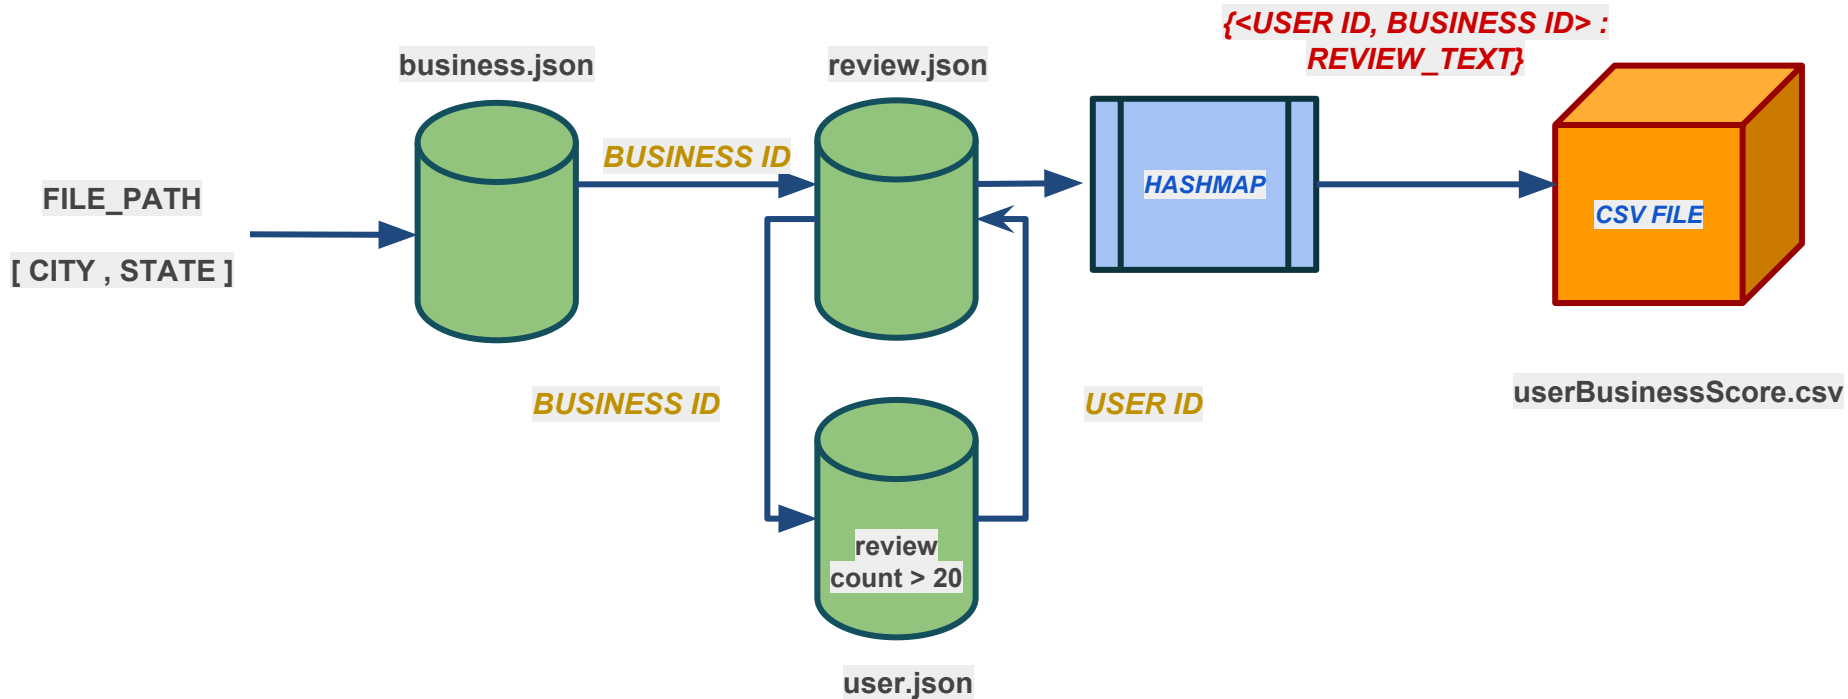 {<USER ID, BUSINESS ID> :
REVIEW_TEXT}
business.json
review.json
BUSINESS ID
FILE_PATH
[ CITY , STATE ]
HASHMAP
CSV FILE
userBusinessScore.csv
BUSINESS ID
USER ID
review
count > 20
user.json